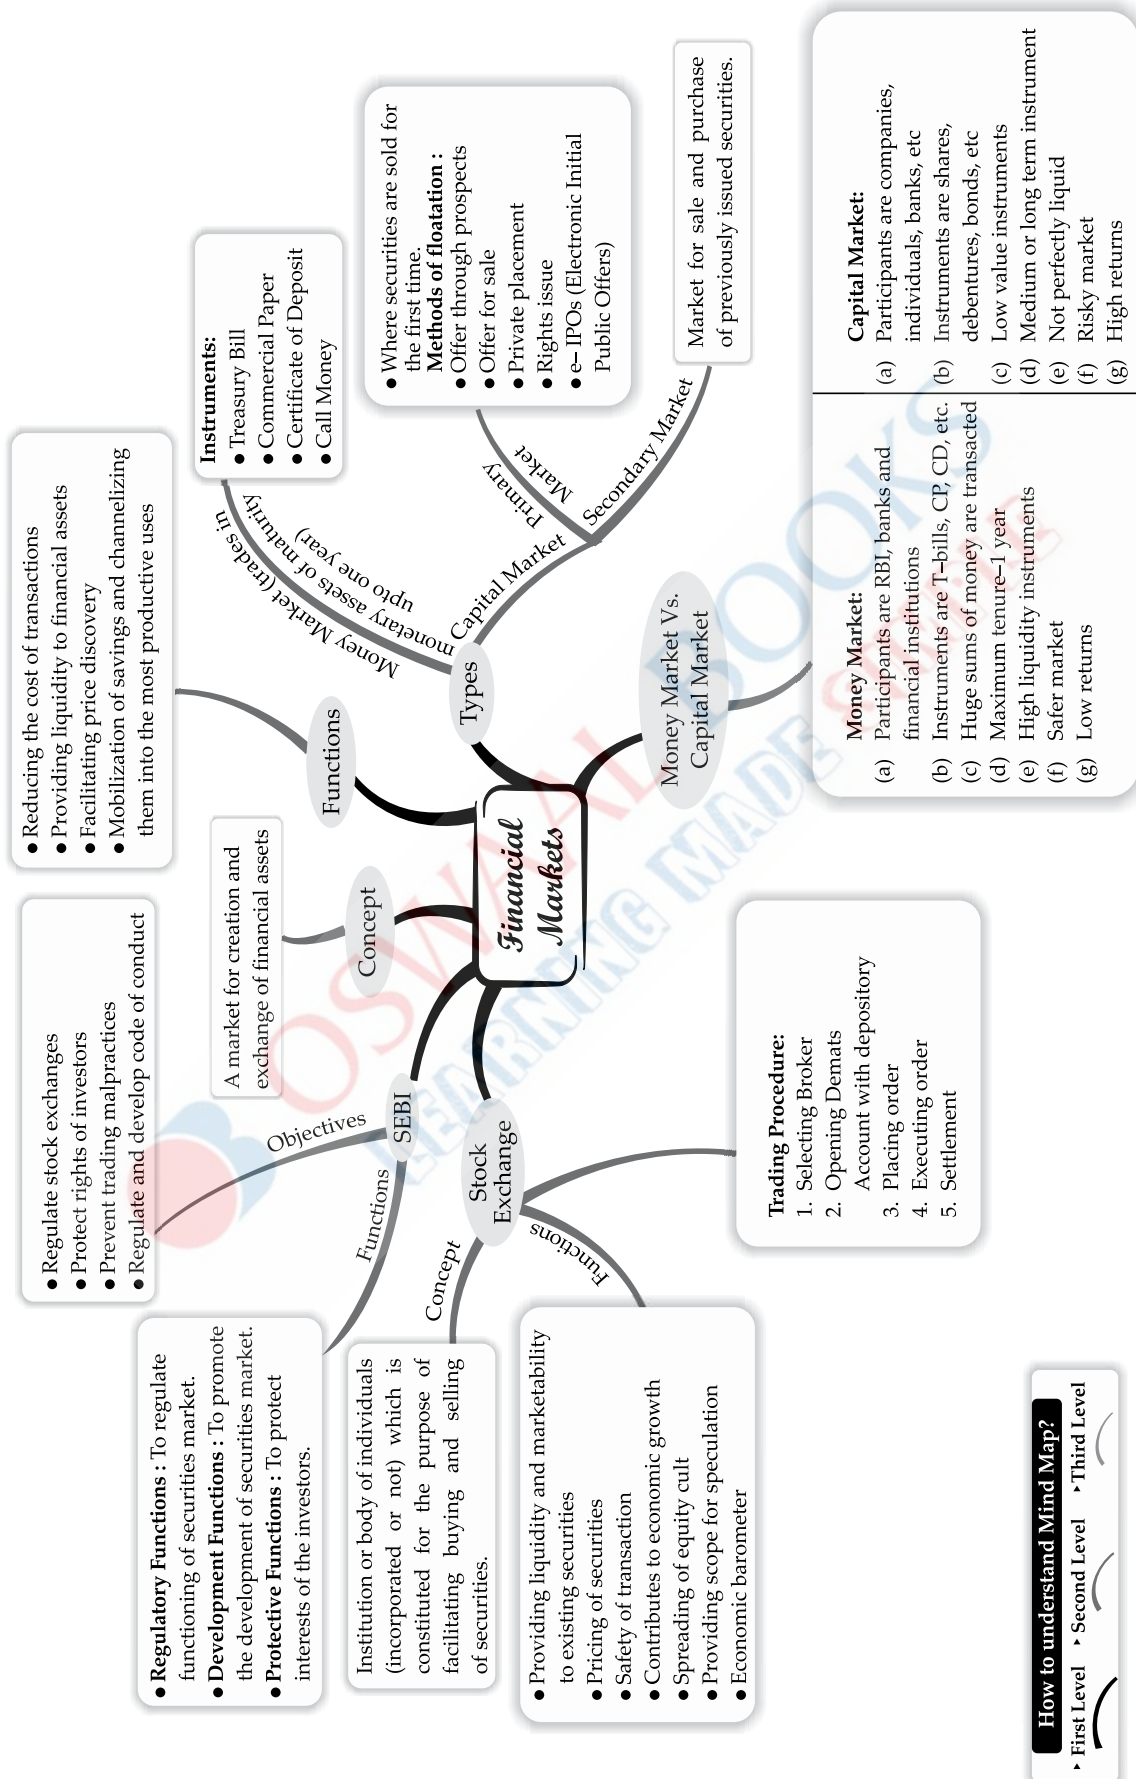 Financial
Markets
Concept
A market for creation and
exchange of financial assets
Functions
● Reducing the cost of transactions
● Providing liquidity to financial assets
● Facilitating price discovery
● Mobilization of savings and channelizing
them into the most productive uses
Types
Money Market (trades in
monetary assets of maturity
upto one year)
Instruments:
● Treasury Bill
● Commercial Paper
● Certificate of Deposit
● Call Money
Capital Market
Primary
Market
● Where securities are sold for
the first time.
Methods of floatation :
● Offer through prospects
● Offer for sale
● Private placement
● Rights issue
● e– IPOs (Electronic Initial
Public Offers)
Secondary Market
Market for sale and purchase
of previously issued securities.
Money Market Vs.
Capital Market
Money Market:
(a) Participants are RBI, banks and
financial institutions
(b) Instruments are T–bills, CP, CD, etc.
(c) Huge sums of money are transacted
(d) Maximum tenure–1 year
(e) High liquidity instruments
(f) Safer market
(g) Low returns
Capital Market:
(a) Participants are companies,
individuals, banks, etc
(b) Instruments are shares,
debentures, bonds, etc
(c) Low value instruments
(d) Medium or long term instrument
(e) Not perfectly liquid
(f) Risky market
(g) High returns
SEBI
Objectives
● Regulate stock exchanges
● Protect rights of investors
● Prevent trading malpractices
● Regulate and develop code of conduct
Functions
● Regulatory Functions : To regulate
functioning of securities market.
● Development Functions : To promote
the development of securities market.
● Protective Functions : To protect
interests of the investors.
Stock
Exchange
Concept
Institution or body of individuals
(incorporated or not) which is
constituted for the purpose of
facilitating buying and selling
of securities.
Functions
● Providing liquidity and marketability
to existing securities
● Pricing of securities
● Safety of transaction
● Contributes to economic growth
● Spreading of equity cult
● Providing scope for speculation
● Economic barometer
Trading Procedure:
1. Selecting Broker
2. Opening Demats
Account with depository
3. Placing order
4. Executing order
5. Settlement
How to understand Mind Map?
First Level Second Level Third Level
OSWAAL BOOKS
LEARNING MADE SIMPLE